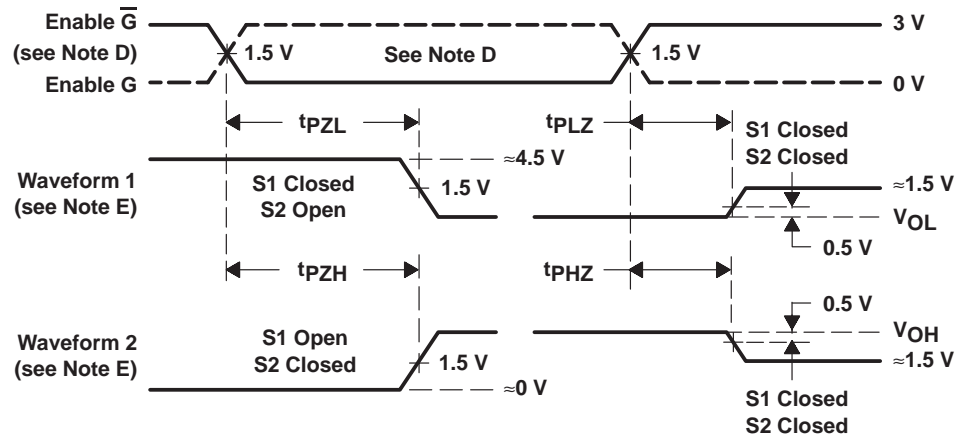 Enable G̅
3 V
(see Note D)
1.5 V
See Note D
1.5 V
Enable G
0 V
tPZL
tPLZ
S1 Closed
S2 Closed
≈4.5 V
Waveform 1
(see Note E)
S1 Closed
S2 Open
1.5 V
≈1.5 V
VOL
0.5 V
tPZH
tPHZ
0.5 V
Waveform 2
(see Note E)
S1 Open
S2 Closed
1.5 V
VOH
≈1.5 V
≈0 V
S1 Closed
S2 Closed